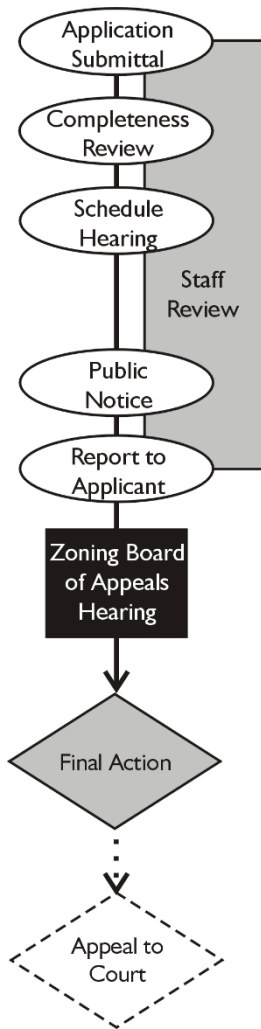 Application
Submittal
Completeness
Review
Schedule
Hearing
Staff
Review
Public
Notice
Report to
Applicant
Zoning Board
of Appeals
Hearing
Final Action
Appeal to
Court